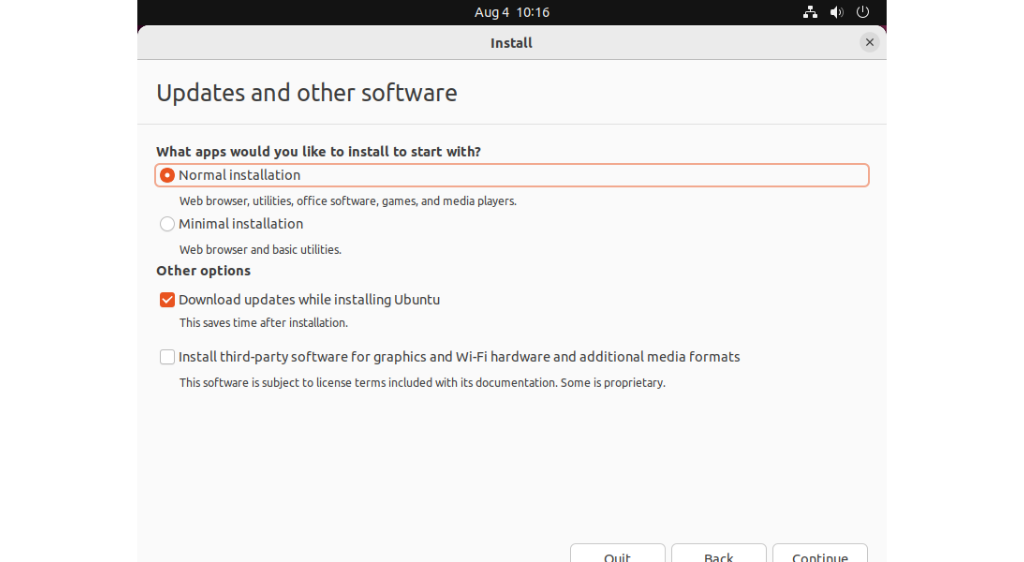 Aug 4 10:16
Install
Updates and other software
What apps would you like to install to start with?
Normal installation
Web browser, utilities, office software, games, and media players.
Minimal installation
Web browser and basic utilities.
Other options
Download updates while installing Ubuntu
This saves time after installation.
Install third-party software for graphics and Wi-Fi hardware and additional media formats
This software is subject to license terms included with its documentation. Some is proprietary.
Quit Back Continue